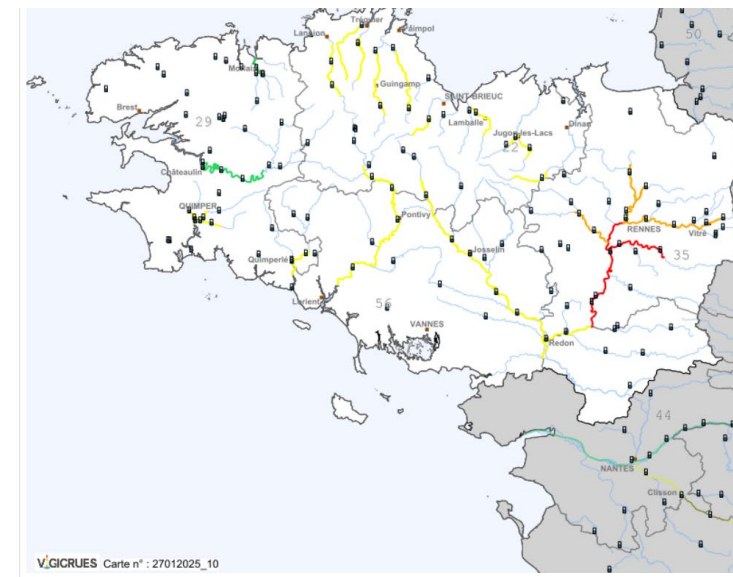 50
Tréguier
Lannion
Paimpol
Morlaix
Guingamp
SAINT-BRIEUC
Brest
29
Lamballe
Jugon-les-Lacs
Dinan
22
Châteaulin
QUIMPER
Pontivy
RENNES
Vitré
Josselin
35
Quimperlé
Lorient
56
VANNES
Redon
44
NANTES
Clisson
VIGICRUES Carte n° : 27012025_10